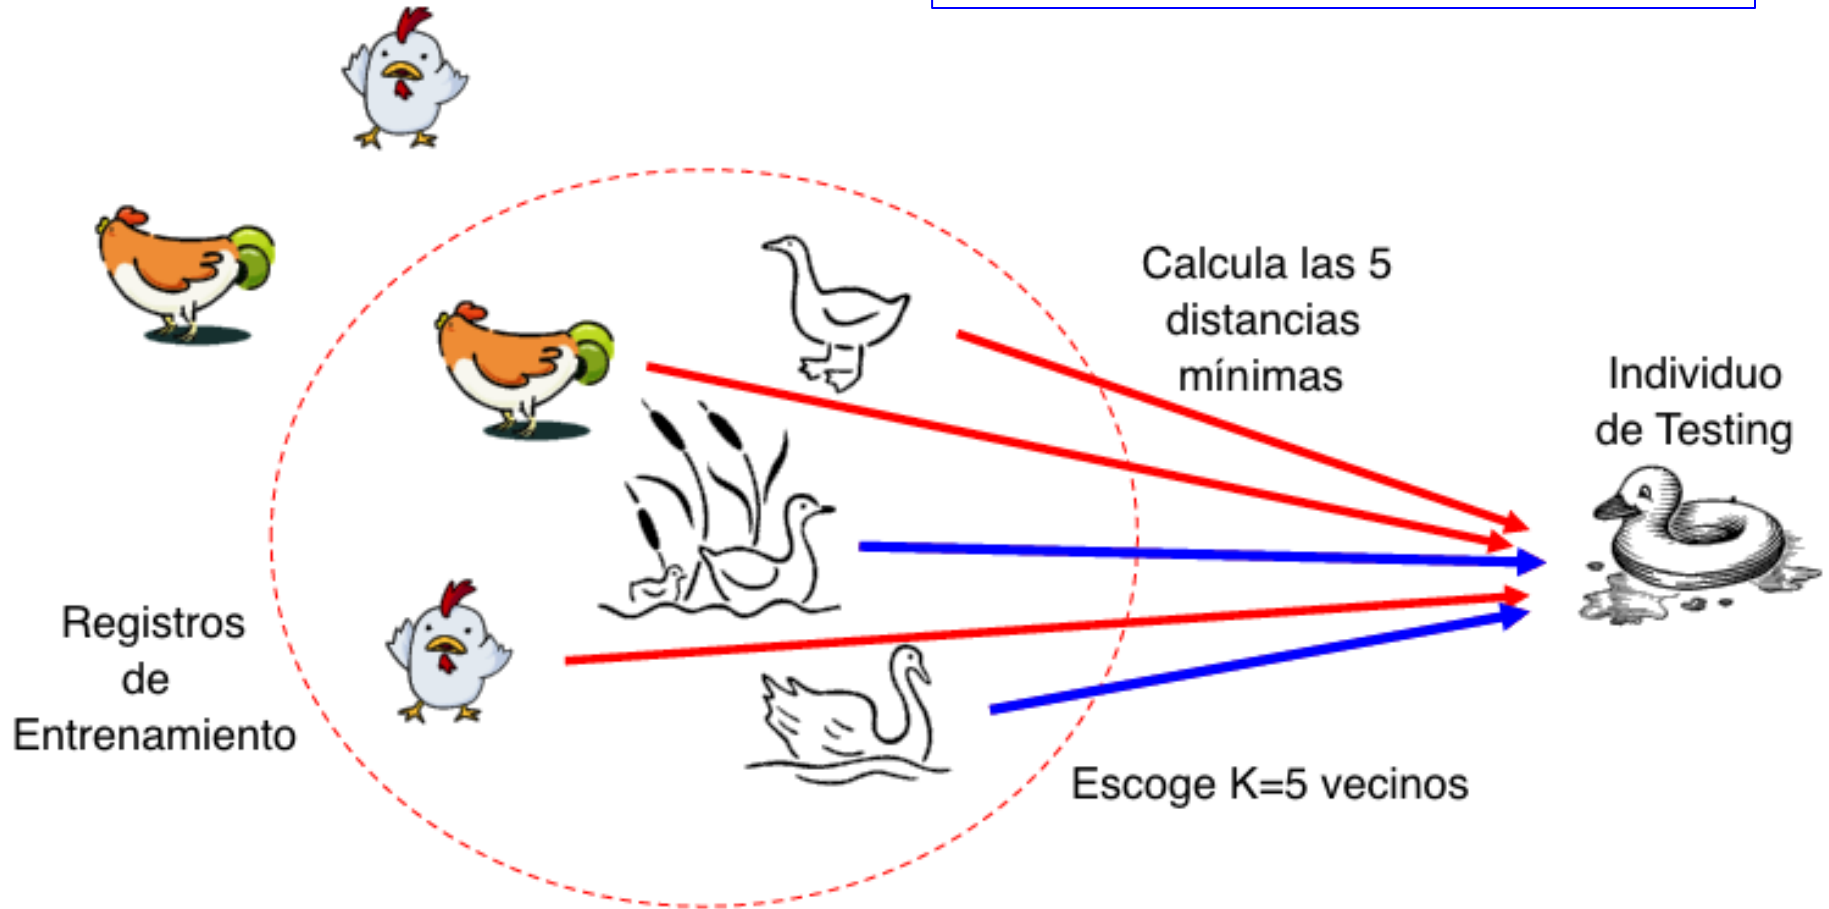 Calcula las 5
distancias
mínimas
Individuo
de Testing
Registros
de
Entrenamiento
Escoge K=5 vecinos